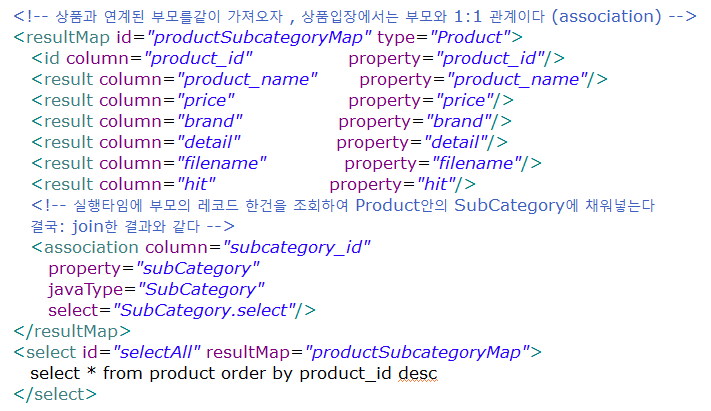 <!-- 상품과 연계된 부모를같이 가져오자 , 상품입장에서는 부모와 1:1 관계이다 (association) -->
<resultMap id="productSubcategoryMap" type="Product">
<id column="product_id" property="product_id"/>
<result column="product_name" property="product_name"/>
<result column="price" property="price"/>
<result column="brand" property="brand"/>
<result column="detail" property="detail"/>
<result column="filename" property="filename"/>
<result column="hit" property="hit"/>
<!-- 실행타임에 부모의 레코드 한건을 조회하여 Product안의 SubCategory에 채워넣는다
결국: join한 결과와 같다 -->
<association column="subcategory_id"
property="subCategory"
javaType="SubCategory"
select="SubCategory.select"/>
</resultMap>
<select id="selectAll" resultMap="productSubcategoryMap">
select * from product order by product_id desc
</select>